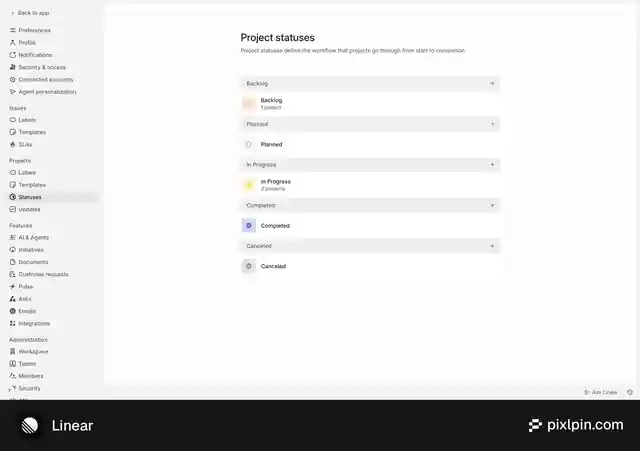 Back to app
Preferences
Profile
Notifications
Security & access
Connected accounts
Agent personalization
Issues
Labels
Templates
SLAs
Projects
Labels
Templates
Statuses
Updates
Features
AI & Agents
Initiatives
Documents
Customer requests
Pulse
Asks
Emojis
Integrations
Administration
Workspace
Teams
Members
Security
Project statuses
Project statuses define the workflow that projects go through from start to completion
Backlog
Backlog
1 project
Planned
Planned
In Progress
In Progress
2 projects
Completed
Completed
Canceled
Canceled
Ask Linear
Linear
pixlpin.com